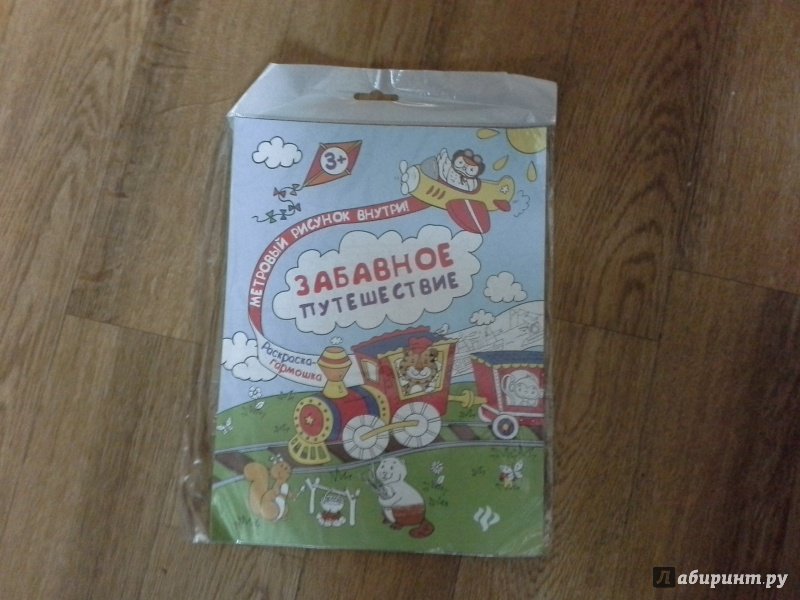 3+
МЕТРОВЫЙ РИСУНОК ВНУТРИ!
ЗАБАВНОЕ
ПУТЕШЕСТВИЕ
Раскраска-
гармошка
Лабиринт.ру